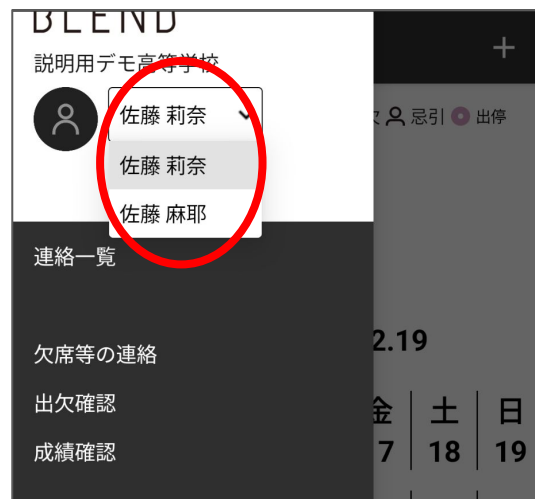 BLEND
説明用デモ高等学校
佐藤 莉奈
佐藤 莉奈
佐藤 麻耶
連絡一覧
欠席等の連絡
出欠確認
成績確認
忌引 出停
2.19
金 土 日
7 18 19